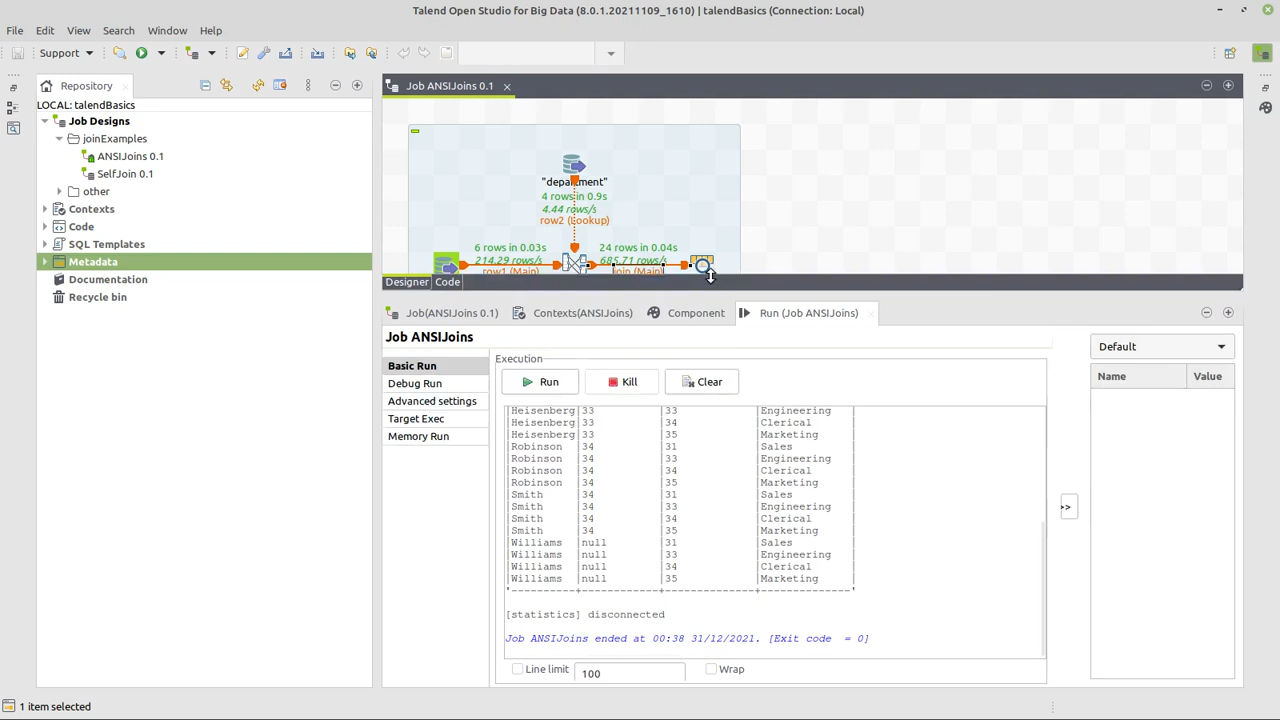 Talend Open Studio for Big Data (8.0.1.20211109_1610) | talendBasics (Connection: Local)
File Edit View Search Window Help
Support
Repository
LOCAL: talendBasics
Job Designs
joinExamples
ANSIJoins 0.1
SelfJoin 0.1
other
Contexts
Code
SQL Templates
Metadata
Documentation
Recycle bin
Job ANSIJoins 0.1
"department"
4 rows in 0.9s
4.44 rows/s
row2 (Lookup)
6 rows in 0.03s
214.29 rows/s
row1 (Main)
24 rows in 0.04s
685.71 rows/s
join (Main)
Designer Code
Job(ANSIJoins 0.1) Contexts(ANSIJoins) Component Run (Job ANSIJoins)
Job ANSIJoins
Basic Run
Debug Run
Advanced settings
Target Exec
Memory Run
Execution
Run Kill Clear
|Heisenberg|33 |33 |Engineering |
|Heisenberg|33 |34 |Clerical |
|Heisenberg|33 |35 |Marketing |
|Robinson |34 |31 |Sales |
|Robinson |34 |33 |Engineering |
|Robinson |34 |34 |Clerical |
|Robinson |34 |35 |Marketing |
|Smith |34 |31 |Sales |
|Smith |34 |33 |Engineering |
|Smith |34 |34 |Clerical |
|Smith |34 |35 |Marketing |
|Williams |null |31 |Sales |
|Williams |null |33 |Engineering |
|Williams |null |34 |Clerical |
|Williams |null |35 |Marketing |
'----------+------------+--------------+--------------'
[statistics] disconnected
Job ANSIJoins ended at 00:38 31/12/2021. [Exit code = 0]
Line limit 100 Wrap
>>
Default
Name Value
1 item selected